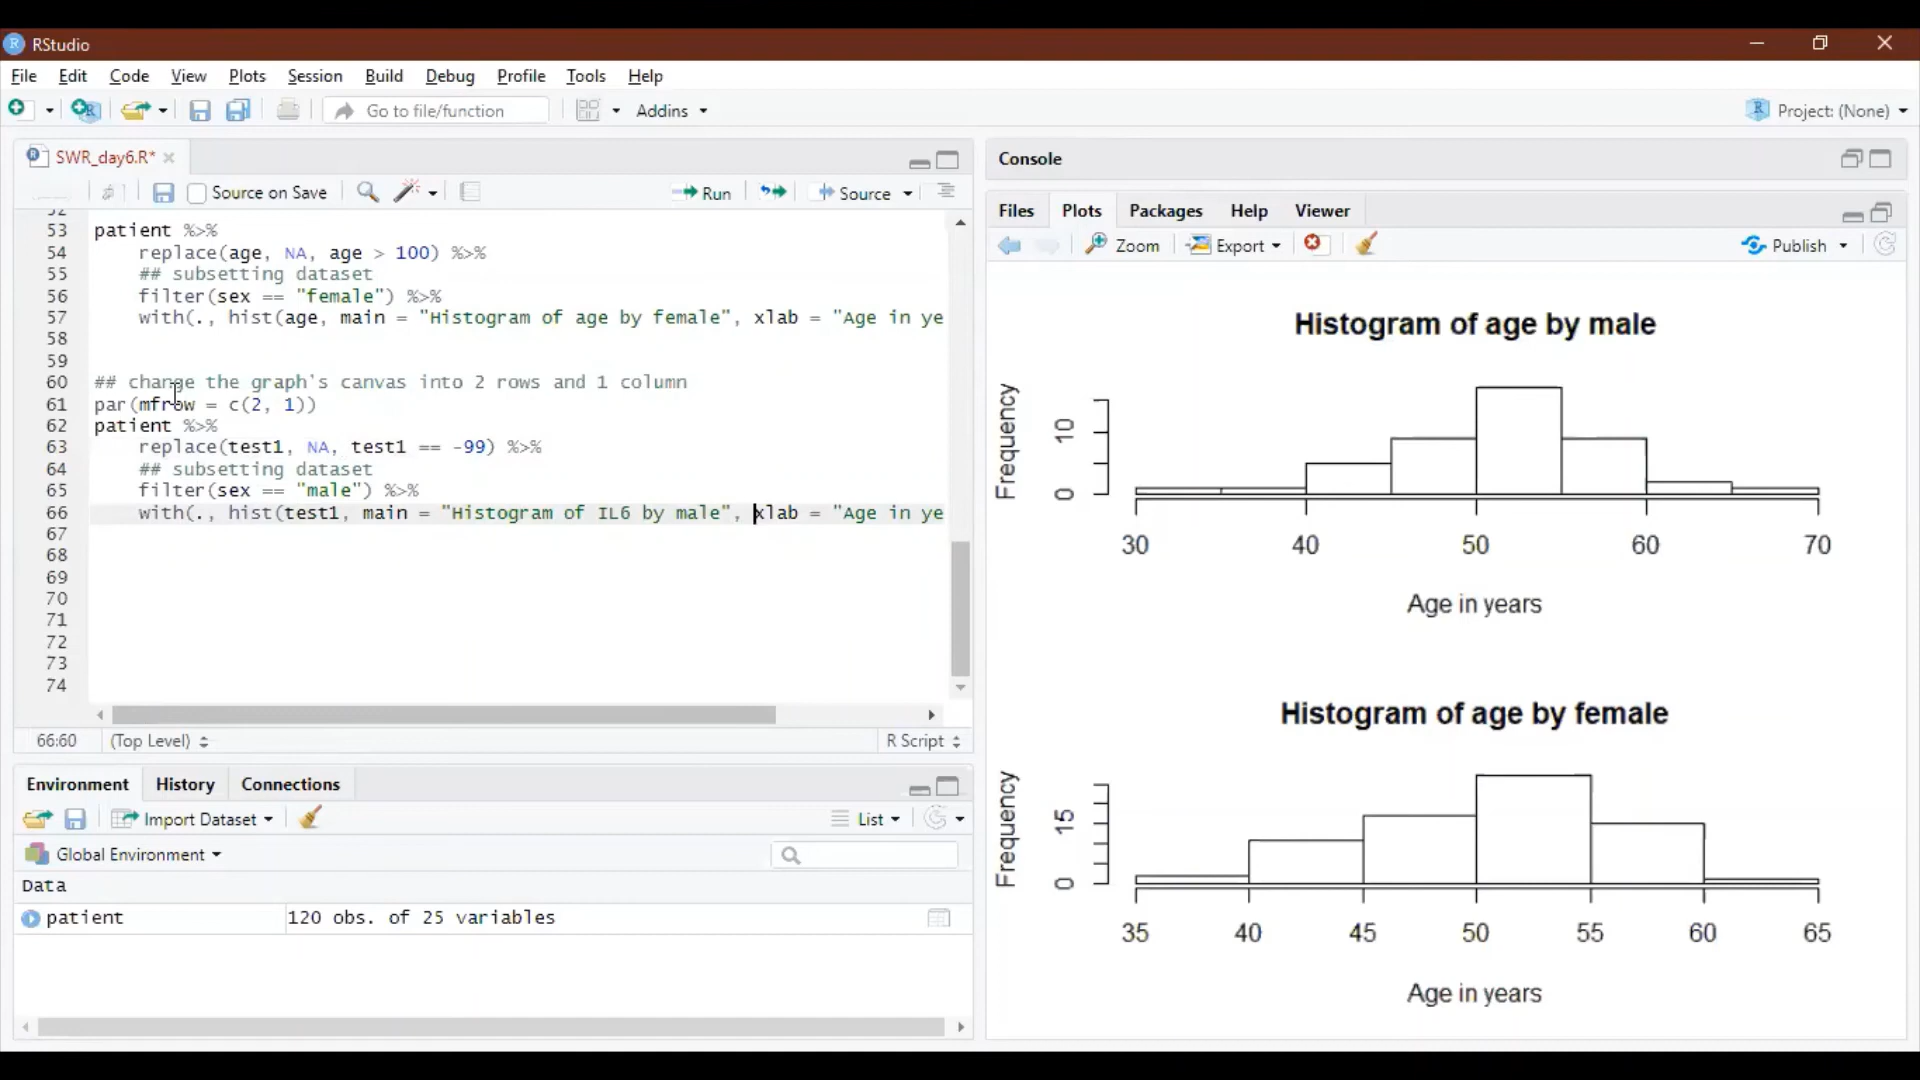 RStudio
File Edit Code View Plots Session Build Debug Profile Tools Help
Go to file/function Addins Project: (None)
SWR_day6.R*
Source on Save Run Source
52
53 patient %>%
54 replace(age, NA, age > 100) %>%
55 ## subsetting dataset
56 filter(sex == "female") %>%
57 with(., hist(age, main = "Histogram of age by female", xlab = "Age in ye
58
59
60 ## change the graph's canvas into 2 rows and 1 column
61 par(mfrow = c(2, 1))
62 patient %>%
63 replace(test1, NA, test1 == -99) %>%
64 ## subsetting dataset
65 filter(sex == "male") %>%
66 with(., hist(test1, main = "Histogram of IL6 by male", xlab = "Age in ye
67
68
69
70
71
72
73
74
66:60 (Top Level) R Script
Environment History Connections
Import Dataset List
Global Environment
Data
patient 120 obs. of 25 variables
Console
Files Plots Packages Help Viewer
Zoom Export Publish
Histogram of age by male
Frequency
10
0
30 40 50 60 70
Age in years
Histogram of age by female
Frequency
15
0
35 40 45 50 55 60 65
Age in years